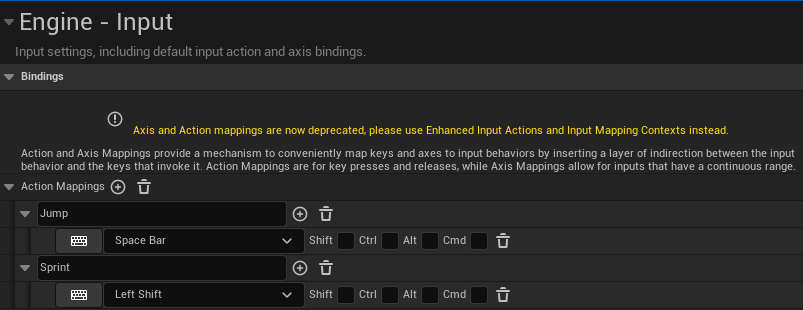 Engine - Input
Input settings, including default input action and axis bindings.
Bindings
Axis and Action mappings are now deprecated, please use Enhanced Input Actions and Input Mapping Contexts instead.
Action and Axis Mappings provide a mechanism to conveniently map keys and axes to input behaviors by inserting a layer of indirection between the input
behavior and the keys that invoke it. Action Mappings are for key presses and releases, while Axis Mappings allow for inputs that have a continuous range.
Action Mappings
Jump
Space Bar Shift Ctrl Alt Cmd
Sprint
Left Shift Shift Ctrl Alt Cmd